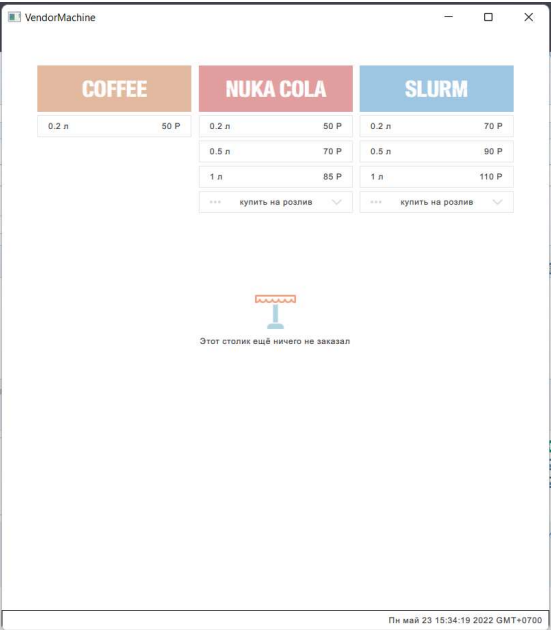 VendorMachine
COFFEE NUKA COLA SLURM
0.2 л 50 Р 0.2 л 50 Р 0.2 л 70 Р
0.5 л 70 Р 0.5 л 90 Р
1 л 85 Р 1 л 110 Р
купить на розлив купить на розлив
Этот столик ещё ничего не заказал
Пн май 23 15:34:19 2022 GMT+0700